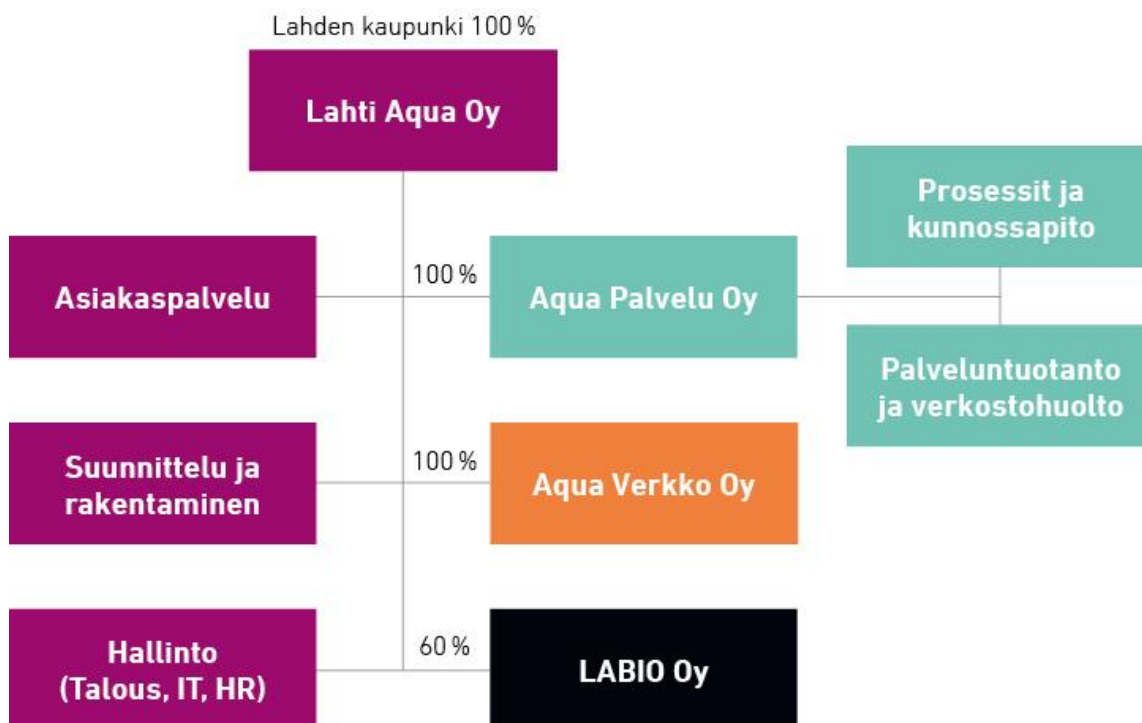 Lahden kaupunki 100 %
Lahti Aqua Oy
Prosessit ja
kunnossapito
Asiakaspalvelu
100 %
Aqua Palvelu Oy
Palveluntuotanto
ja verkostohuolto
Suunnittelu ja
rakentaminen
100 %
Aqua Verkko Oy
Hallinto
(Talous, IT, HR)
60 %
LABIO Oy